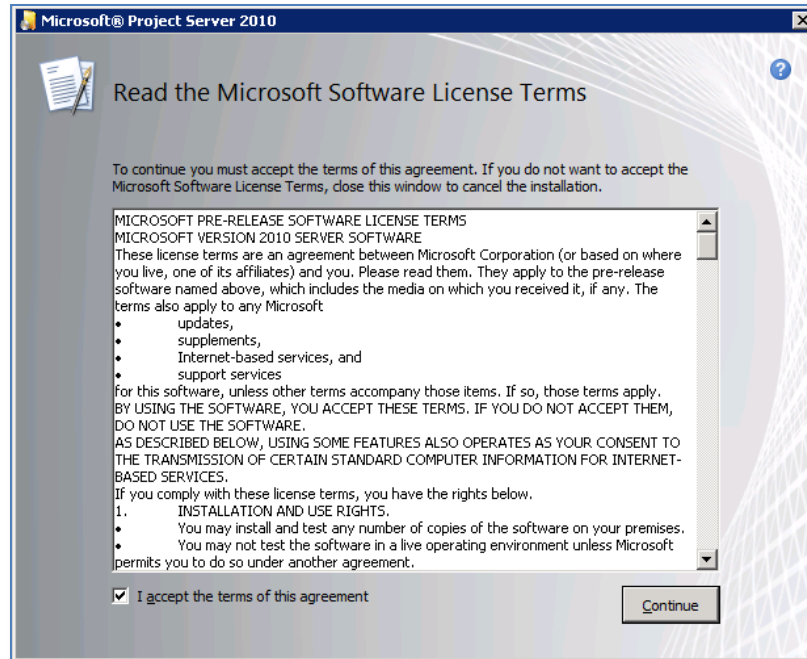 Microsoft® Project Server 2010
Read the Microsoft Software License Terms
To continue you must accept the terms of this agreement. If you do not want to accept the
Microsoft Software License Terms, close this window to cancel the installation.
MICROSOFT PRE-RELEASE SOFTWARE LICENSE TERMS
MICROSOFT VERSION 2010 SERVER SOFTWARE
These license terms are an agreement between Microsoft Corporation (or based on where
you live, one of its affiliates) and you. Please read them. They apply to the pre-release
software named above, which includes the media on which you received it, if any. The
terms also apply to any Microsoft
• updates,
• supplements,
• Internet-based services, and
• support services
for this software, unless other terms accompany those items. If so, those terms apply.
BY USING THE SOFTWARE, YOU ACCEPT THESE TERMS. IF YOU DO NOT ACCEPT THEM,
DO NOT USE THE SOFTWARE.
AS DESCRIBED BELOW, USING SOME FEATURES ALSO OPERATES AS YOUR CONSENT TO
THE TRANSMISSION OF CERTAIN STANDARD COMPUTER INFORMATION FOR INTERNET-
BASED SERVICES.
If you comply with these license terms, you have the rights below.
1. INSTALLATION AND USE RIGHTS.
• You may install and test any number of copies of the software on your premises.
• You may not test the software in a live operating environment unless Microsoft
permits you to do so under another agreement.
I accept the terms of this agreement
Continue